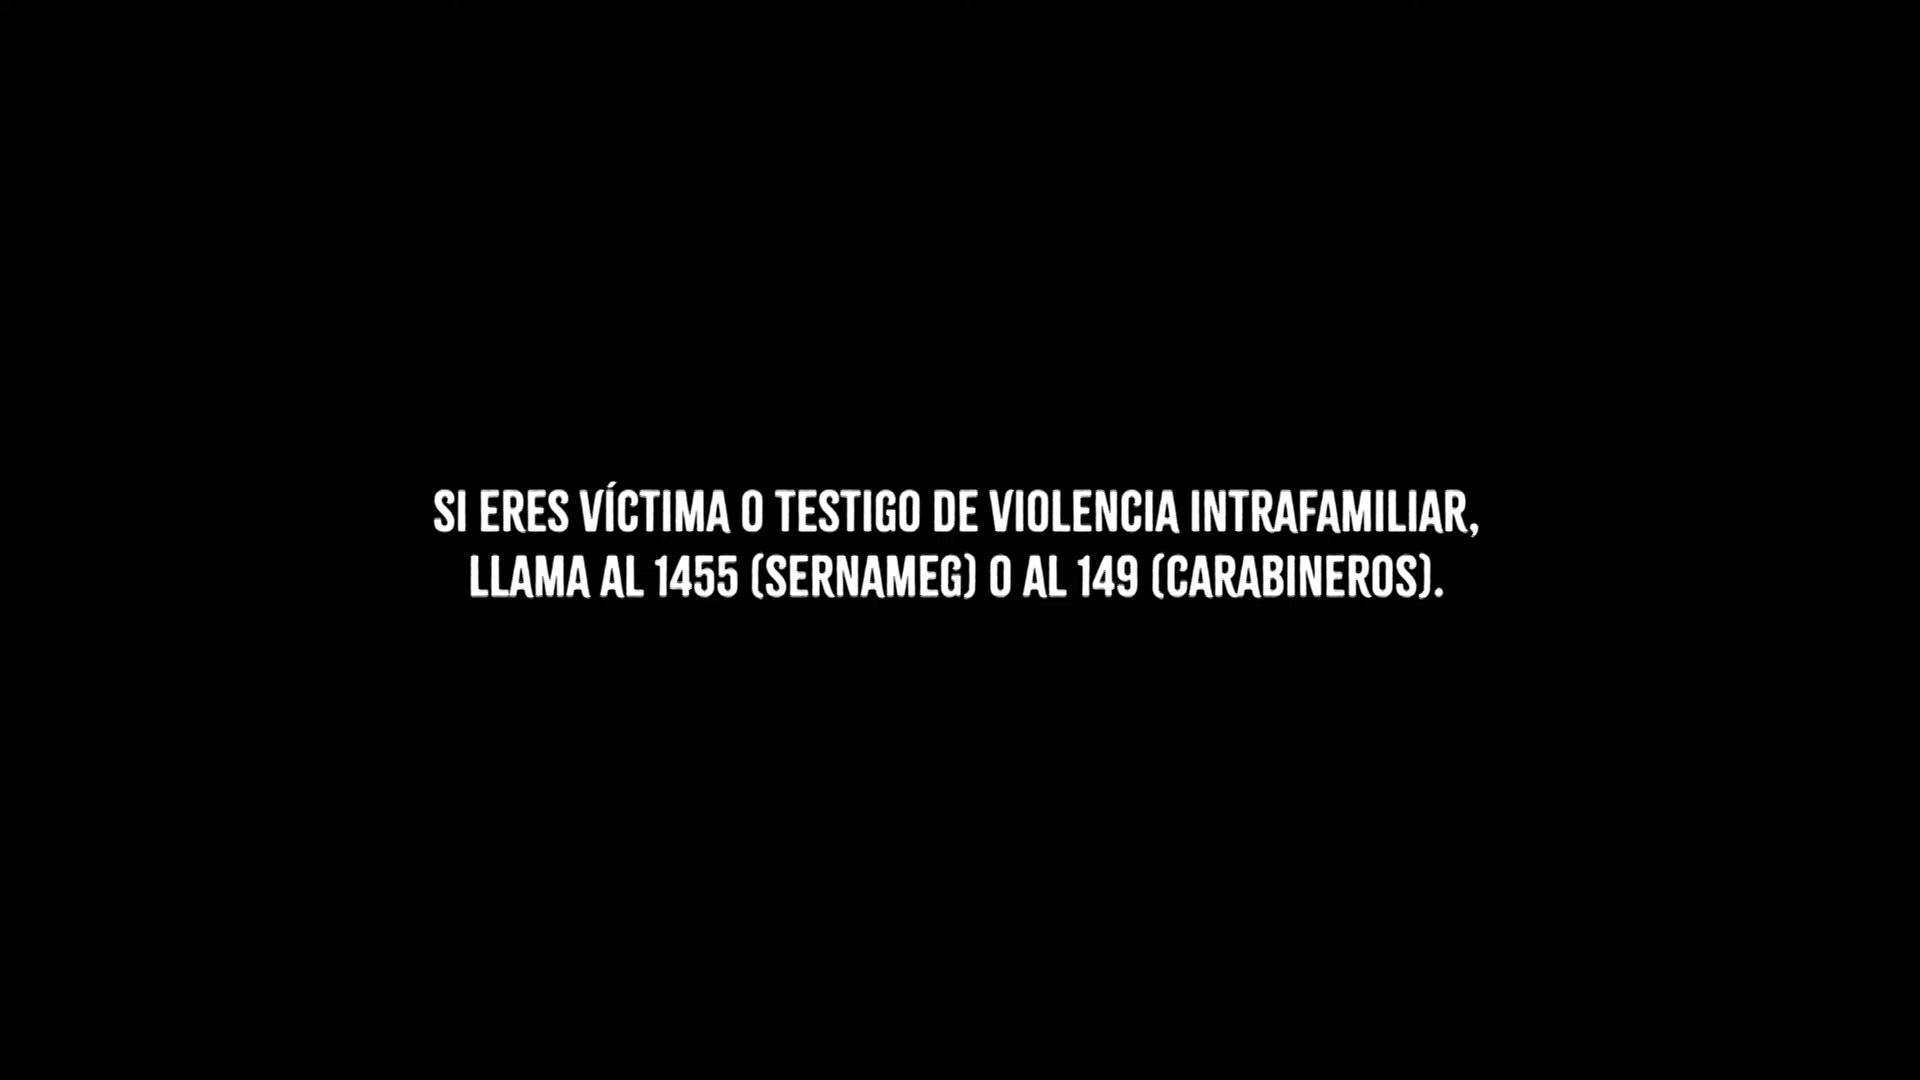 SI ERES VÍCTIMA O TESTIGO DE VIOLENCIA INTRAFAMILIAR,
LLAMA AL 1455 (SERNAMEG) O AL 149 (CARABINEROS).